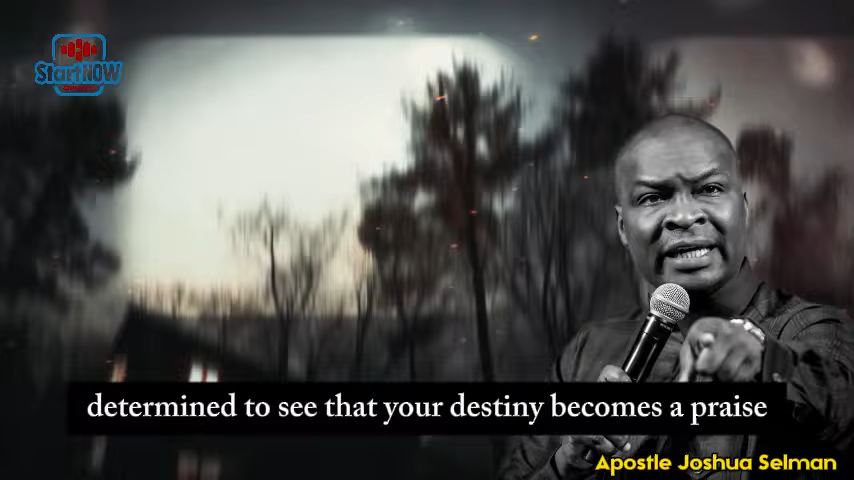 StartNOW
determined to see that your destiny becomes a praise
Apostle Joshua Selman